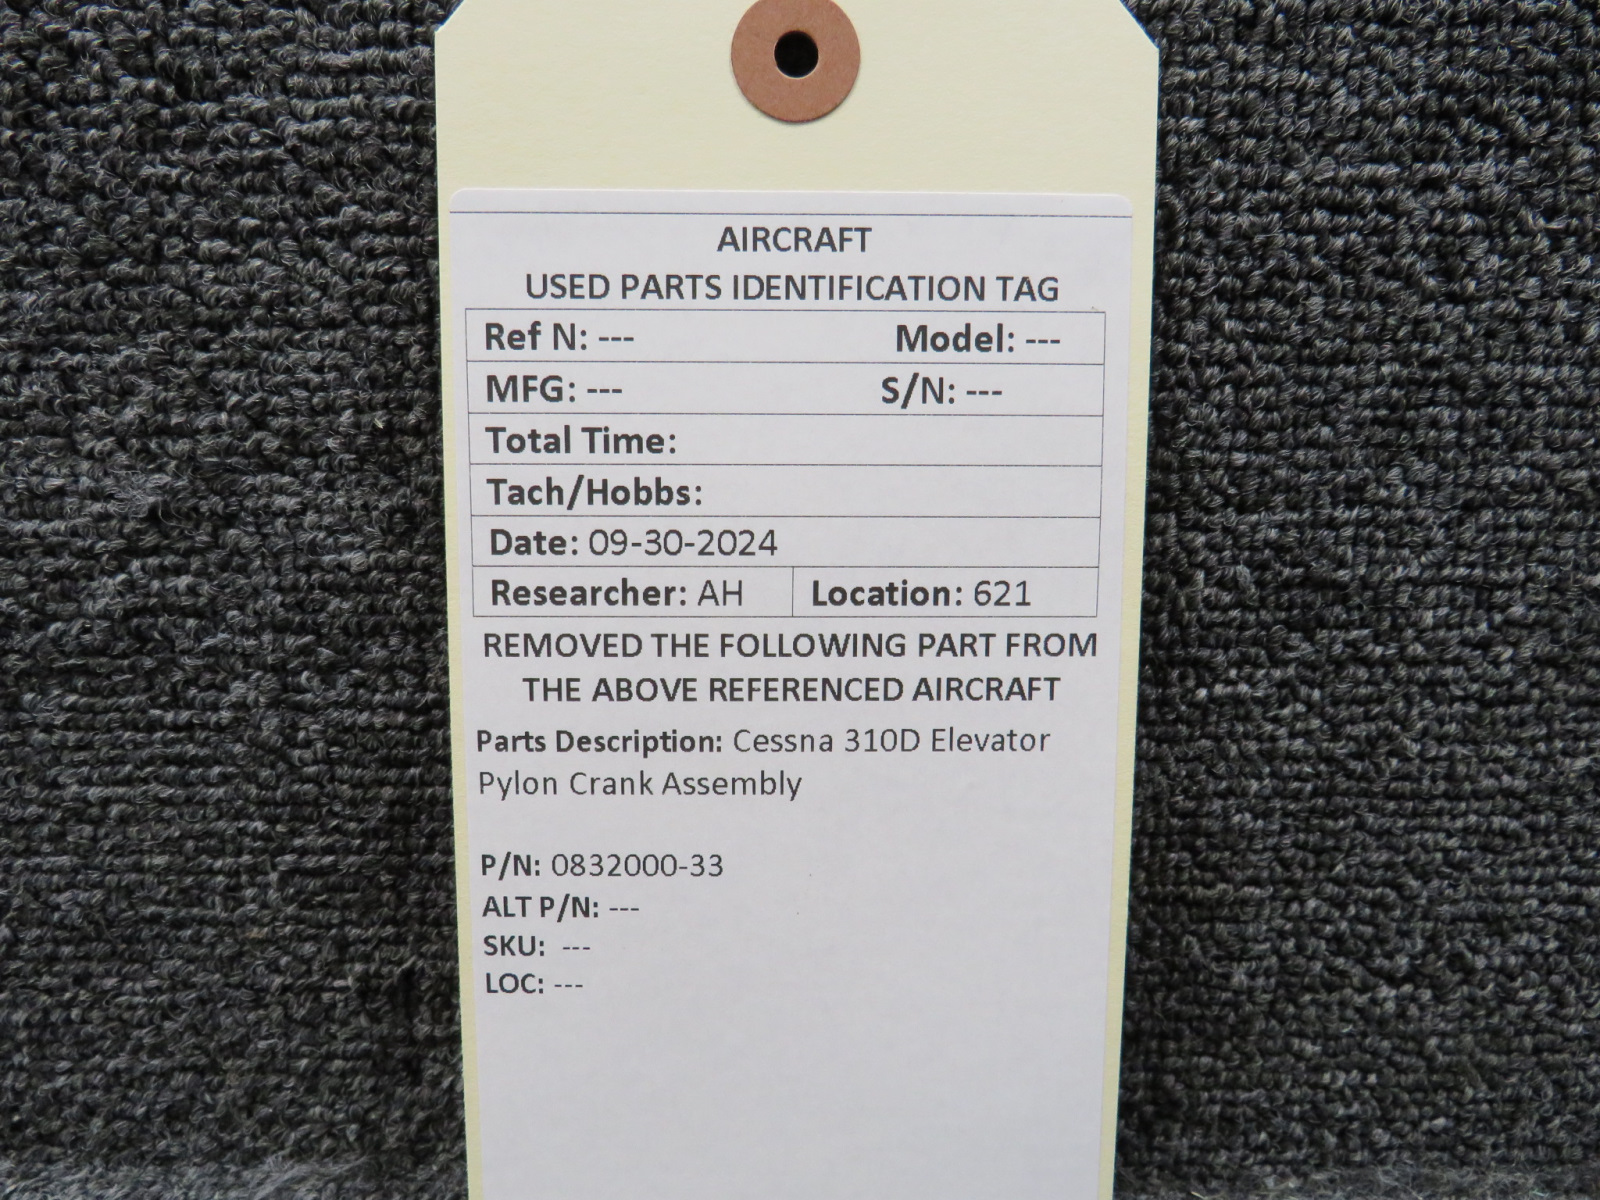 AIRCRAFT
USED PARTS IDENTIFICATION TAG
Ref N: --- Model: ---
MFG: --- S/N: ---
Total Time:
Tach/Hobbs:
Date: 09-30-2024
Researcher: AH Location: 621
REMOVED THE FOLLOWING PART FROM
THE ABOVE REFERENCED AIRCRAFT
Parts Description: Cessna 310D Elevator
Pylon Crank Assembly
P/N: 0832000-33
ALT P/N: ---
SKU: ---
LOC: ---